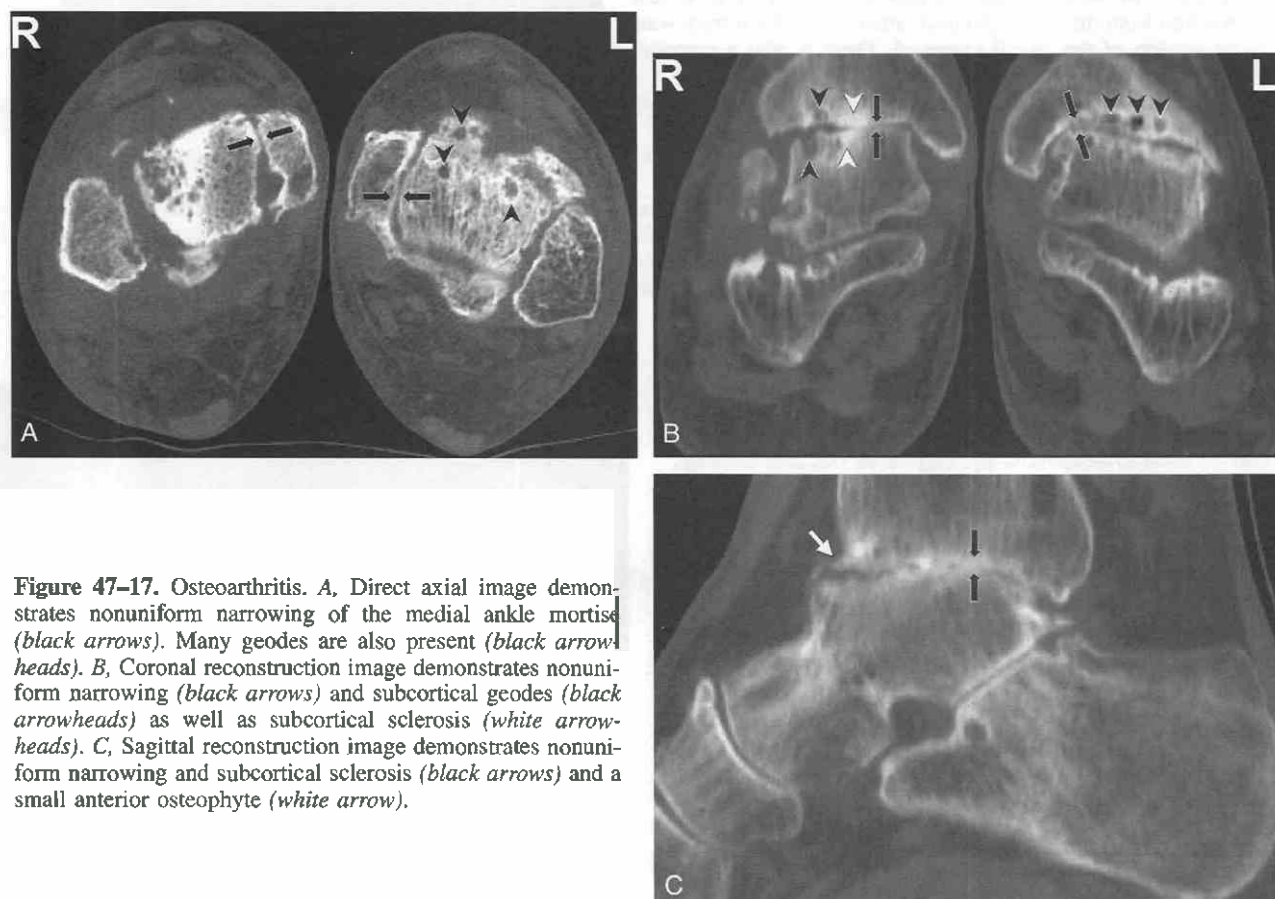 R
L
A
R
L
B
C
Figure 47–17. Osteoarthritis. A, Direct axial image demon-
strates nonuniform narrowing of the medial ankle mortise
(black arrows). Many geodes are also present (black arrow-
heads). B, Coronal reconstruction image demonstrates nonuni-
form narrowing (black arrows) and subcortical geodes (black
arrowheads) as well as subcortical sclerosis (white arrow-
heads). C, Sagittal reconstruction image demonstrates nonuni-
form narrowing and subcortical sclerosis (black arrows) and a
small anterior osteophyte (white arrow).